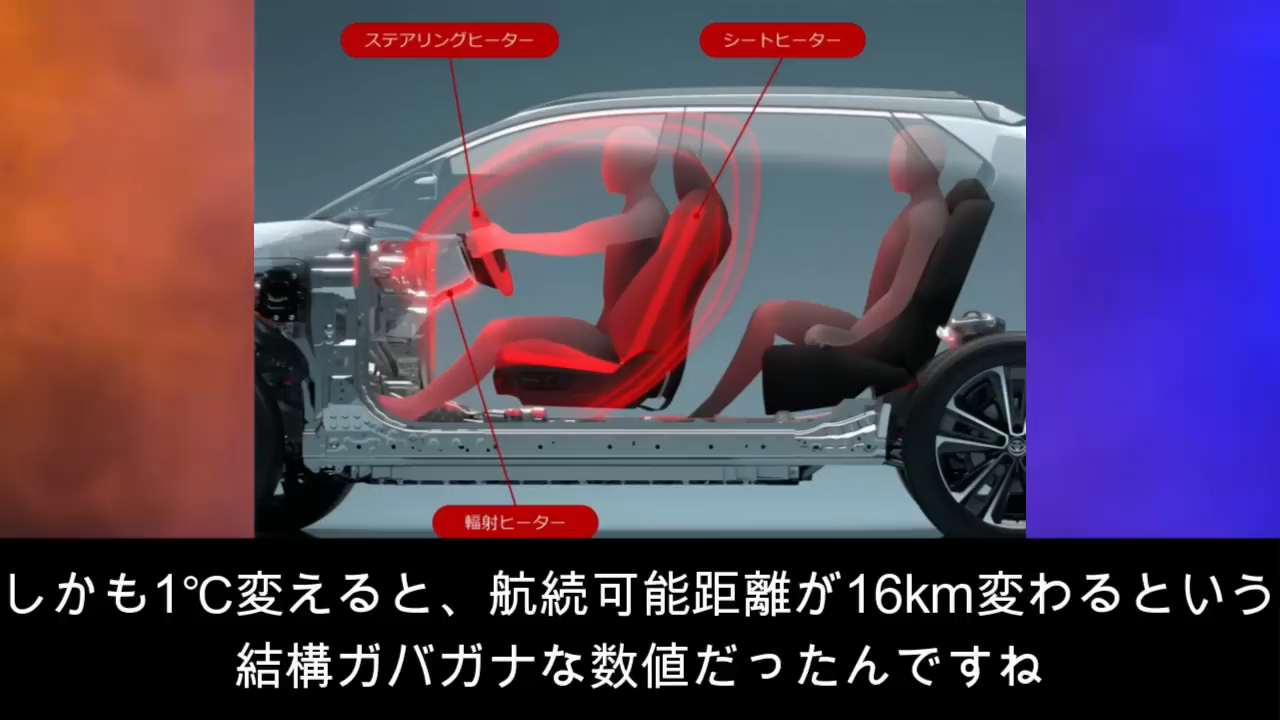 ステアリングヒーター
シートヒーター
輻射ヒーター
しかも1℃変えると、航続可能距離が16km変わるという
結構ガバガナな数値だったんですね